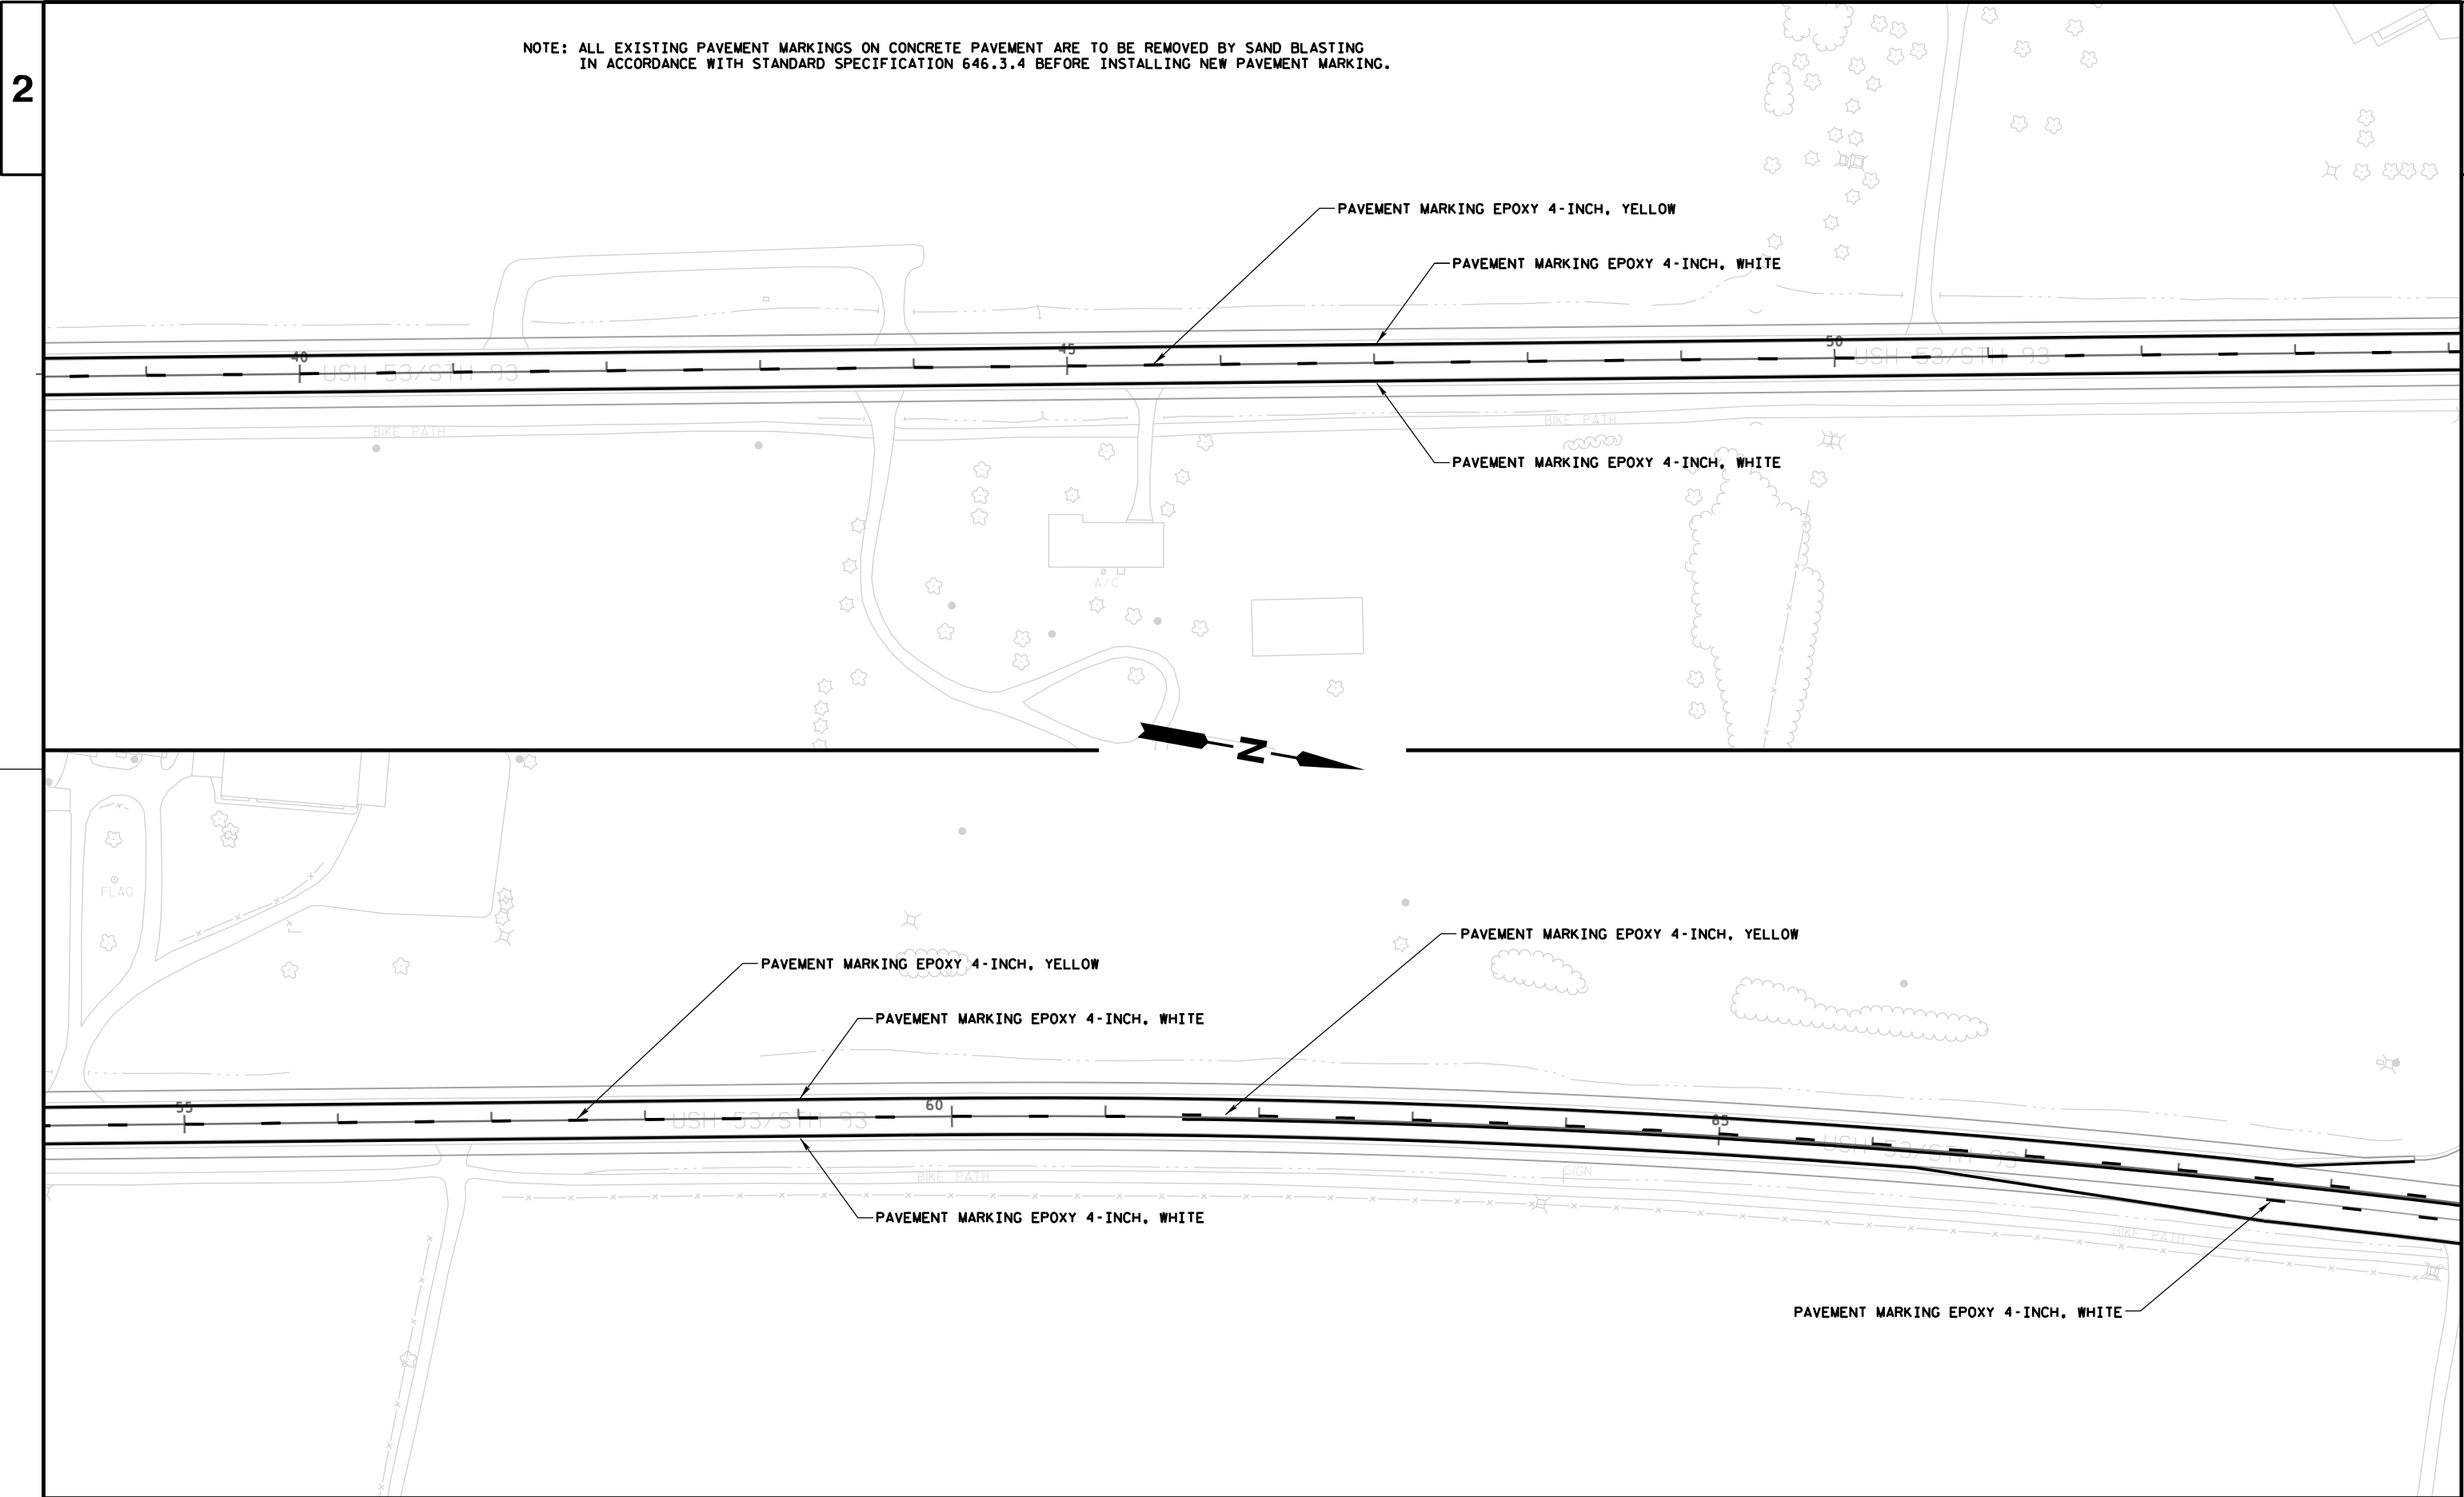 2
NOTE: ALL EXISTING PAVEMENT MARKINGS ON CONCRETE PAVEMENT ARE TO BE REMOVED BY SAND BLASTING
IN ACCORDANCE WITH STANDARD SPECIFICATION 646.3.4 BEFORE INSTALLING NEW PAVEMENT MARKING.
PAVEMENT MARKING EPOXY 4-INCH, YELLOW
PAVEMENT MARKING EPOXY 4-INCH, WHITE
40
45
50
USH 53/STH 93
USH 53/STH 93
BIKE PATH
BIKE PATH
PAVEMENT MARKING EPOXY 4-INCH, WHITE
A/C
N
FLAG
PAVEMENT MARKING EPOXY 4-INCH, YELLOW
PAVEMENT MARKING EPOXY 4-INCH, YELLOW
PAVEMENT MARKING EPOXY 4-INCH, WHITE
55
60
65
USH 53/STH 93
USH 53/STH 93
BIKE PATH
SIGN
PAVEMENT MARKING EPOXY 4-INCH, WHITE
BIKE PATH
PAVEMENT MARKING EPOXY 4-INCH, WHITE